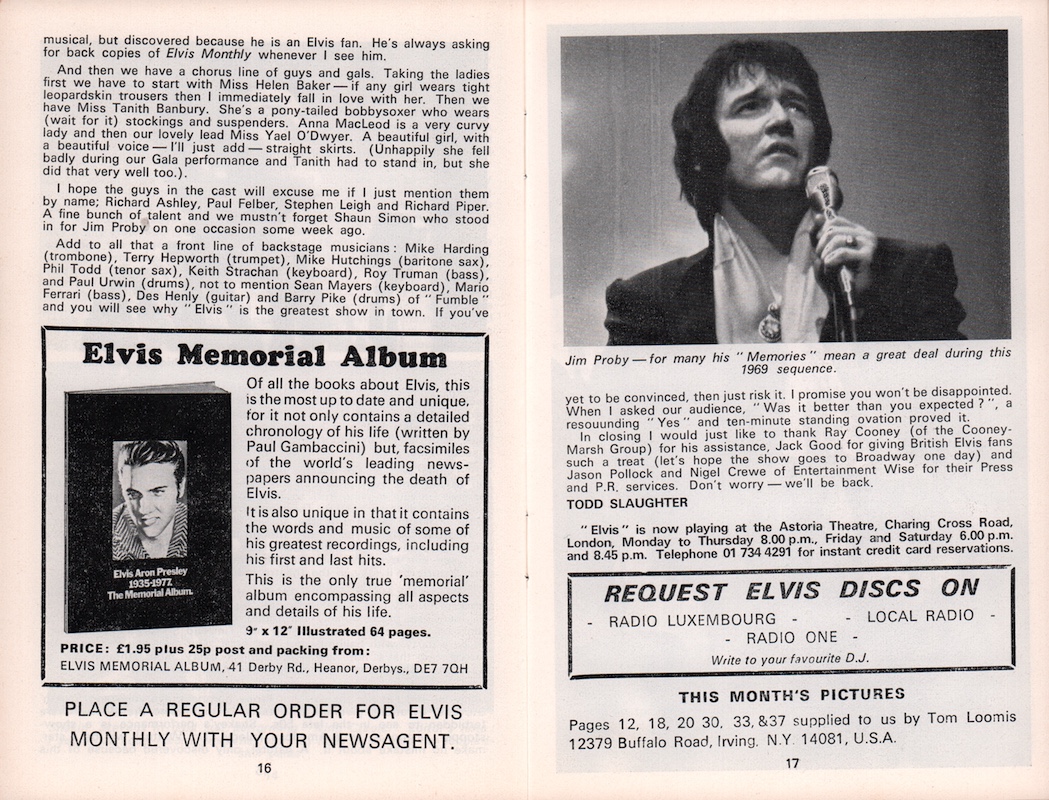 musical, but discovered because he is an Elvis fan. He's always asking
for back copies of Elvis Monthly whenever I see him.
And then we have a chorus line of guys and gals. Taking the ladies
first we have to start with Miss Helen Baker — if any girl wears tight
leopardskin trousers then I immediately fall in love with her. Then we
have Miss Tanith Banbury. She's a pony-tailed bobbysoxer who wears
(wait for it) stockings and suspenders. Anna MacLeod is a very curvy
lady and then our lovely lead Miss Yael O'Dwyer. A beautiful girl, with
a beautiful voice — I'll just add — straight skirts. (Unhappily she fell
badly during our Gala performance and Tanith had to stand in, but she
did that very well too.).
I hope the guys in the cast will excuse me if I just mention them
by name; Richard Ashley, Paul Felber, Stephen Leigh and Richard Piper.
A fine bunch of talent and we mustn't forget Shaun Simon who stood
in for Jim Proby on one occasion some week ago.
Add to all that a front line of backstage musicians: Mike Harding
(trombone), Terry Hepworth (trumpet), Mike Hutchings (baritone sax),
Phil Todd (tenor sax), Keith Strachan (keyboard), Roy Truman (bass),
and Paul Urwin (drums), not to mention Sean Mayers (keyboard), Mario
Ferrari (bass), Des Henly (guitar) and Barry Pike (drums) of "Fumble"
and you will see why "Elvis" is the greatest show in town. If you've
Elvis Memorial Album
Of all the books about Elvis, this
is the most up to date and unique,
for it not only contains a detailed
chronology of his life (written by
Paul Gambaccini) but, facsimiles
of the world's leading news-
papers announcing the death of
Elvis.
It is also unique in that it contains
the words and music of some of
his greatest recordings, including
his first and last hits.
This is the only true 'memorial'
album encompassing all aspects
and details of his life.
9" x 12" Illustrated 64 pages.
Elvis Aron Presley
1935-1977.
The Memorial Album.
PRICE: £1.95 plus 25p post and packing from:
ELVIS MEMORIAL ALBUM, 41 Derby Rd., Heanor, Derbys., DE7 7QH
PLACE A REGULAR ORDER FOR ELVIS
MONTHLY WITH YOUR NEWSAGENT.
16
Jim Proby — for many his "Memories" mean a great deal during this
1969 sequence.
yet to be convinced, then just risk it. I promise you won't be disappointed.
When I asked our audience, "Was it better than you expected?", a
resouunding "Yes" and ten-minute standing ovation proved it.
In closing I would just like to thank Ray Cooney (of the Cooney-
Marsh Group) for his assistance, Jack Good for giving British Elvis fans
such a treat (let's hope the show goes to Broadway one day) and
Jason Pollock and Nigel Crewe of Entertainment Wise for their Press
and P.R. services. Don't worry — we'll be back.
TODD SLAUGHTER
"Elvis" is now playing at the Astoria Theatre, Charing Cross Road,
London, Monday to Thursday 8.00 p.m., Friday and Saturday 6.00 p.m.
and 8.45 p.m. Telephone 01 734 4291 for instant credit card reservations.
REQUEST ELVIS DISCS ON
- RADIO LUXEMBOURG - - LOCAL RADIO -
- RADIO ONE -
Write to your favourite D.J.
THIS MONTH'S PICTURES
Pages 12, 18, 20 30, 33, &37 supplied to us by Tom Loomis
12379 Buffalo Road, Irving. N.Y. 14081, U.S.A.
17